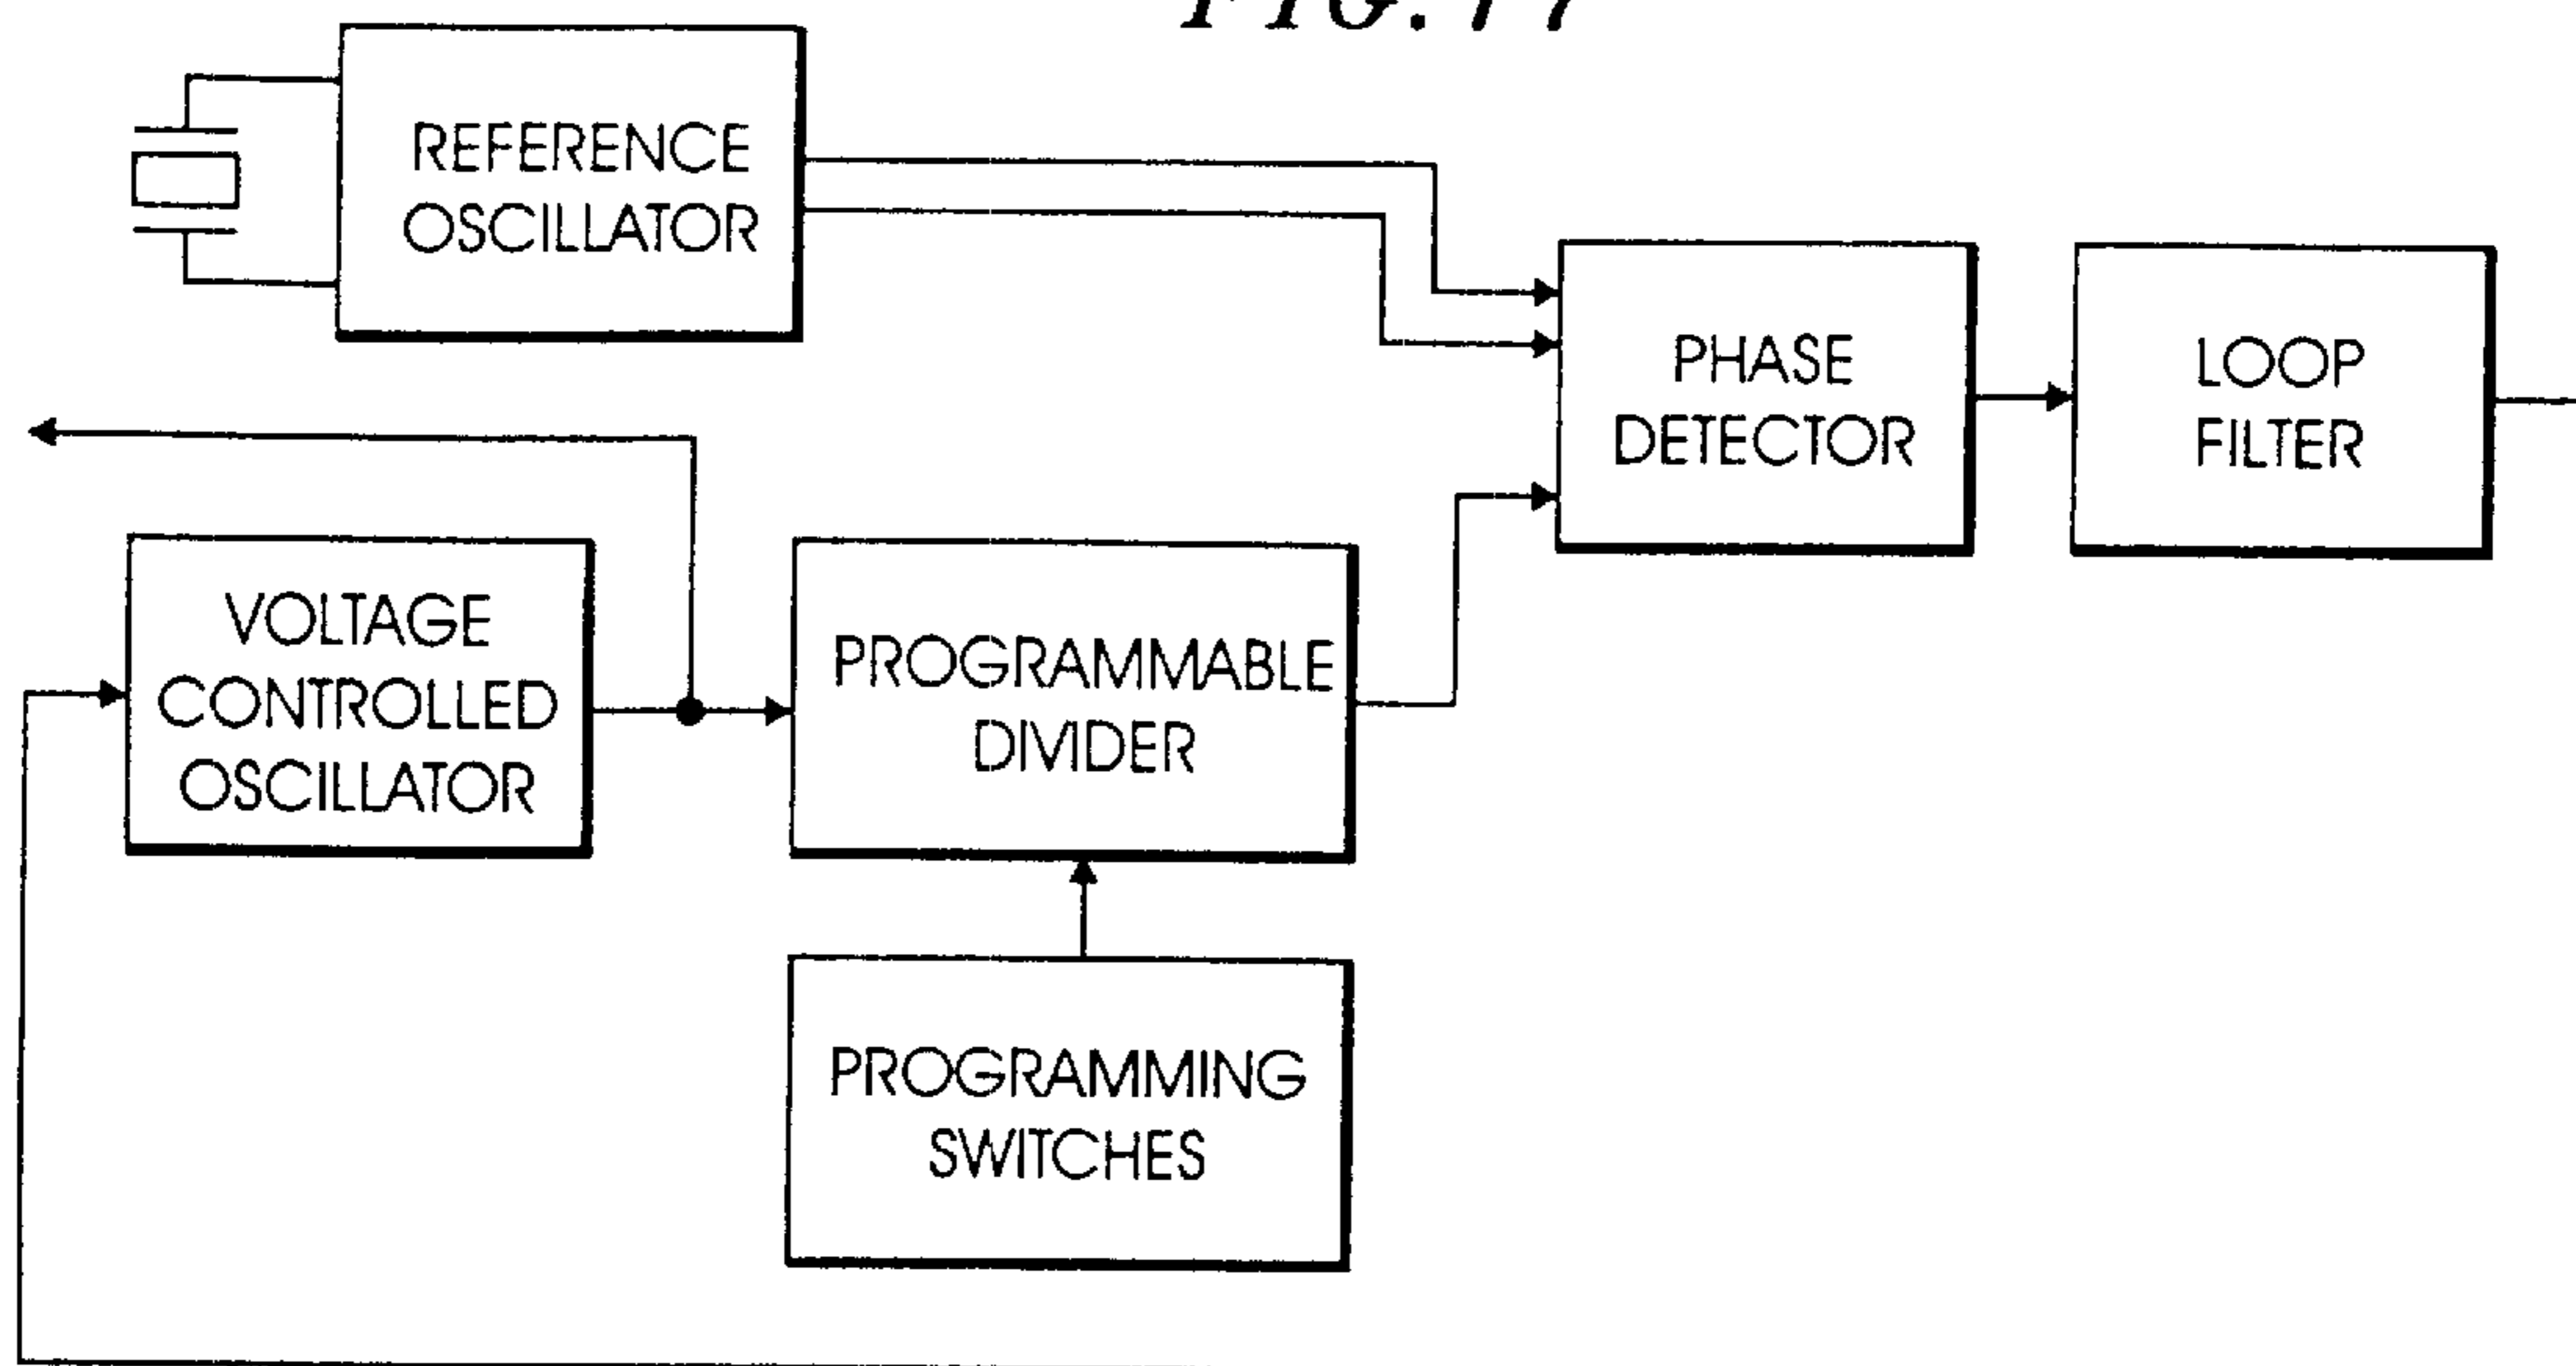 REFERENCE
OSCILLATOR
PHASE
DETECTOR
LOOP
FILTER
VOLTAGE
CONTROLLED
OSCILLATOR
PROGRAMMABLE
DIVIDER
PROGRAMMING
SWITCHES